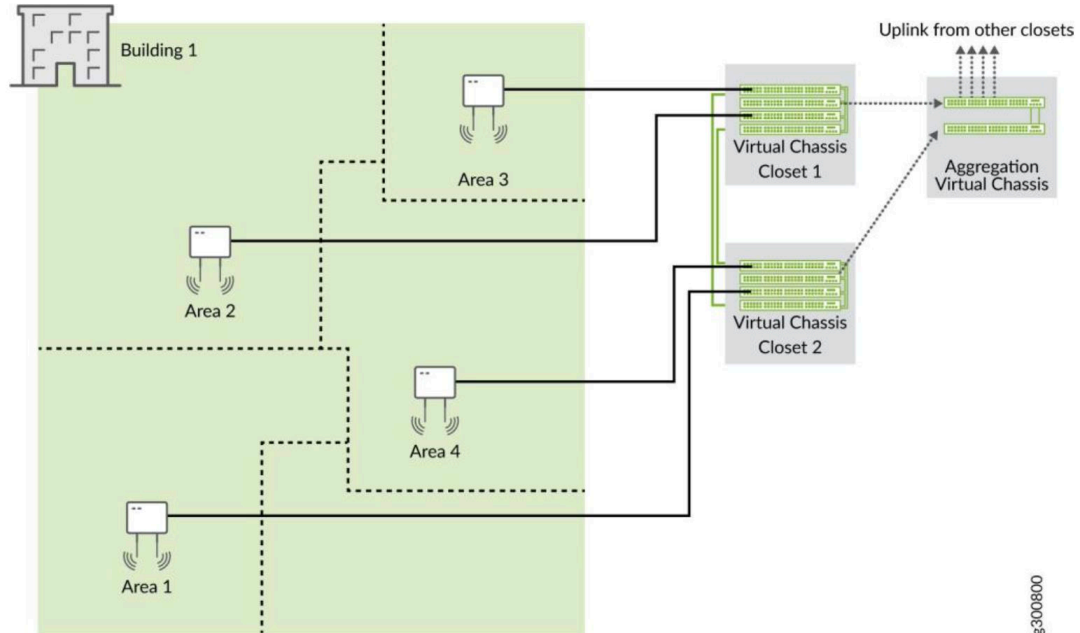 Building 1
Uplink from other closets
Area 3
Virtual Chassis
Closet 1
Aggregation
Virtual Chassis
Area 2
Virtual Chassis
Closet 2
Area 4
Area 1
g300800